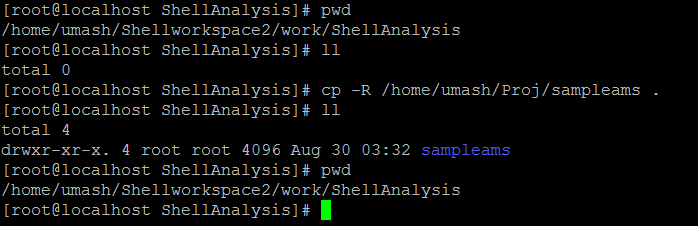 [root@localhost ShellAnalysis]# pwd
/home/umash/Shellworkspace2/work/ShellAnalysis
[root@localhost ShellAnalysis]# ll
total 0
[root@localhost ShellAnalysis]# cp -R /home/umash/Proj/sampleams .
[root@localhost ShellAnalysis]# ll
total 4
drwxr-xr-x. 4 root root 4096 Aug 30 03:32 sampleams
[root@localhost ShellAnalysis]# pwd
/home/umash/Shellworkspace2/work/ShellAnalysis
[root@localhost ShellAnalysis]#